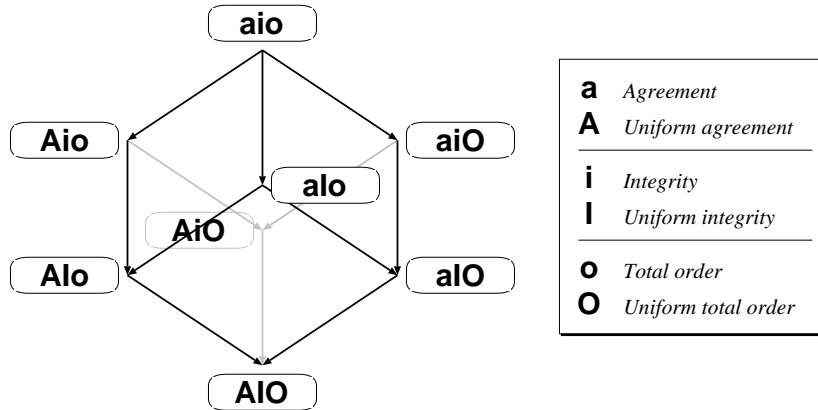 aio
Aio
aiO
aIo
AiO
AIo
aIO
AIO
a Agreement
A Uniform agreement
i Integrity
I Uniform integrity
o Total order
O Uniform total order